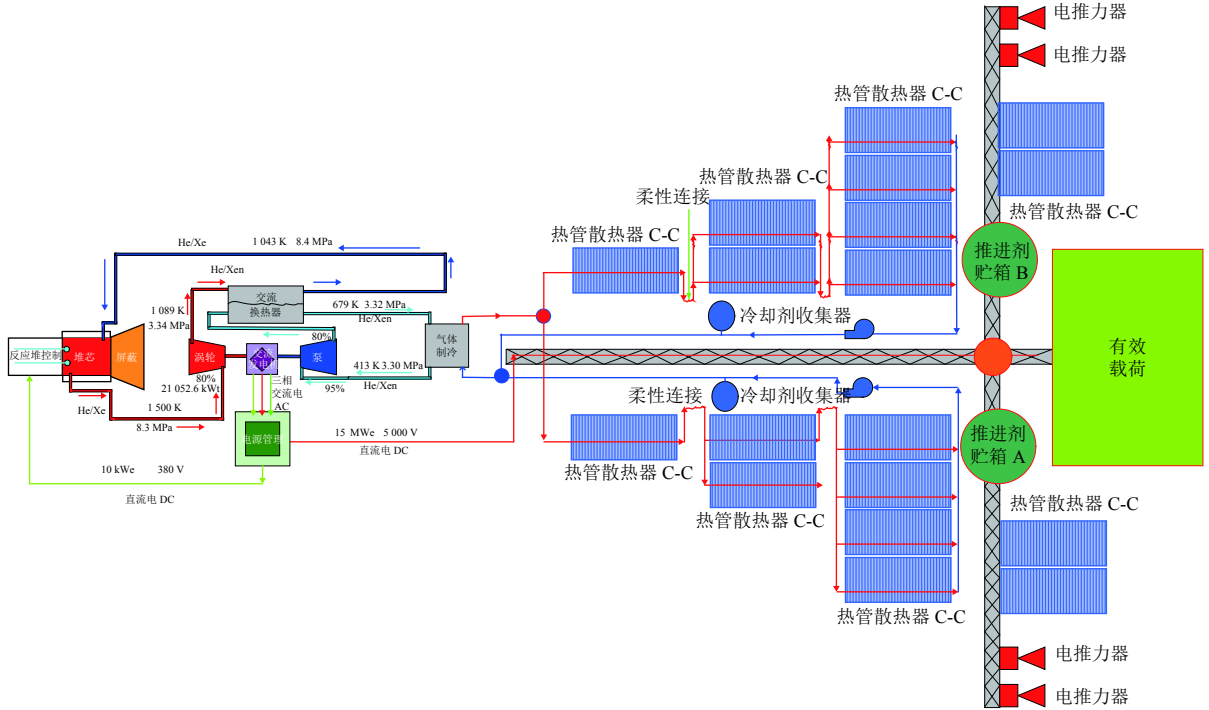 电推力器
电推力器
热管散热器 C-C
热管散热器 C-C
柔性连接
热管散热器 C-C
热管散热器 C-C
推进剂
贮箱 B
He/Xe 1 043 K 8.4 MPa
He/Xen
交流
换热器
679 K 3.32 MPa
He/Xen
1 089 K
3.34 MPa
冷却剂收集器
反应堆控制
堆芯
屏蔽
涡轮
80%
21 052.6 kWt
80%
泵
气体
制冷
413 K 3.30 MPa
He/Xen
95%
三相
交流电
AC
有效
载荷
He/Xe
1 500 K
8.3 MPa
电源管理
15 MWe 5 000 V
直流电 DC
10 kWe 380 V
直流电 DC
柔性连接
冷却剂收集器
热管散热器 C-C
热管散热器 C-C
热管散热器 C-C
推进剂
贮箱 A
热管散热器 C-C
电推力器
电推力器